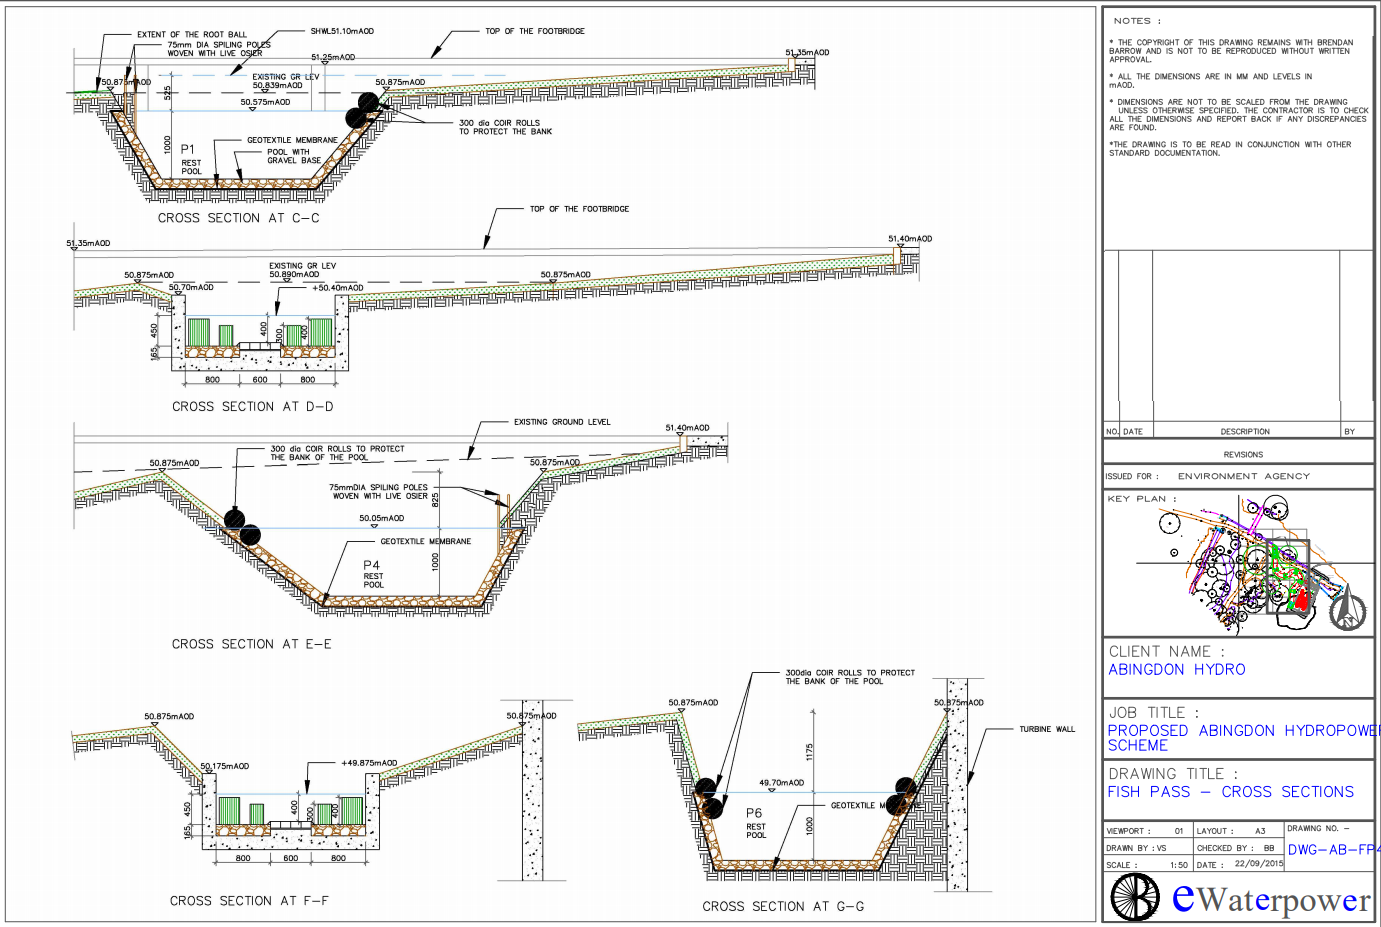 EXTENT OF THE ROOT BALL
75mm DIA SPILING POLES
WOVEN WITH LIVE OSIER
SHWL51.10mAOD
TOP OF THE FOOTBRIDGE
51.25mAOD
51.35mAOD
50.875mAOD
EXISTING GR LEV
50.839mAOD
50.875mAOD
525
50.575mAOD
300 dia COIR ROLLS
TO PROTECT THE BANK
1000
P1
REST
POOL
GEOTEXTILE MEMBRANE
POOL WITH
GRAVEL BASE
CROSS SECTION AT C-C
TOP OF THE FOOTBRIDGE
51.35mAOD
51.40mAOD
EXISTING GR LEV
50.890mAOD
50.875mAOD
50.875mAOD
50.70mAOD
+50.40mAOD
450
165
400
300
400
800
600
800
CROSS SECTION AT D-D
EXISTING GROUND LEVEL
51.40mAOD
300 dia COIR ROLLS TO PROTECT
THE BANK OF THE POOL
50.875mAOD
50.875mAOD
75mmDIA SPILING POLES
WOVEN WITH LIVE OSIER
825
50.05mAOD
GEOTEXTILE MEMBRANE
P4
REST
POOL
1000
CROSS SECTION AT E-E
50.875mAOD
50.875mAOD
50.175mAOD
+49.875mAOD
450
165
400
300
400
800
600
800
CROSS SECTION AT F-F
300dia COIR ROLLS TO PROTECT
THE BANK OF THE POOL
50.875mAOD
50.875mAOD
TURBINE WALL
1175
49.70mAOD
GEOTEXTILE
P6
REST
POOL
1000
CROSS SECTION AT G-G
NOTES :
* THE COPYRIGHT OF THIS DRAWING REMAINS WITH BRENDAN
BARROW AND IS NOT TO BE REPRODUCED WITHOUT WRITTEN
APPROVAL.
* ALL THE DIMENSIONS ARE IN MM AND LEVELS IN
mAOD.
* DIMENSIONS ARE NOT TO BE SCALED FROM THE DRAWING
UNLESS OTHERWISE SPECIFIED. THE CONTRACTOR IS TO CHECK
ALL THE DIMENSIONS AND REPORT BACK IF ANY DISCREPANCIES
ARE FOUND.
*THE DRAWING IS TO BE READ IN CONJUNCTION WITH OTHER
STANDARD DOCUMENTATION.
NO. DATE DESCRIPTION BY
REVISIONS
ISSUED FOR : ENVIRONMENT AGENCY
KEY PLAN :
CLIENT NAME :
ABINGDON HYDRO
JOB TITLE :
PROPOSED ABINGDON HYDROPOWER
SCHEME
DRAWING TITLE :
FISH PASS - CROSS SECTIONS
VIEWPORT : 01 LAYOUT : A3 DRAWING NO. -
DRAWN BY : VS CHECKED BY : BB DWG-AB-FP4
SCALE : 1:50 DATE : 22/09/2015
eWaterpower